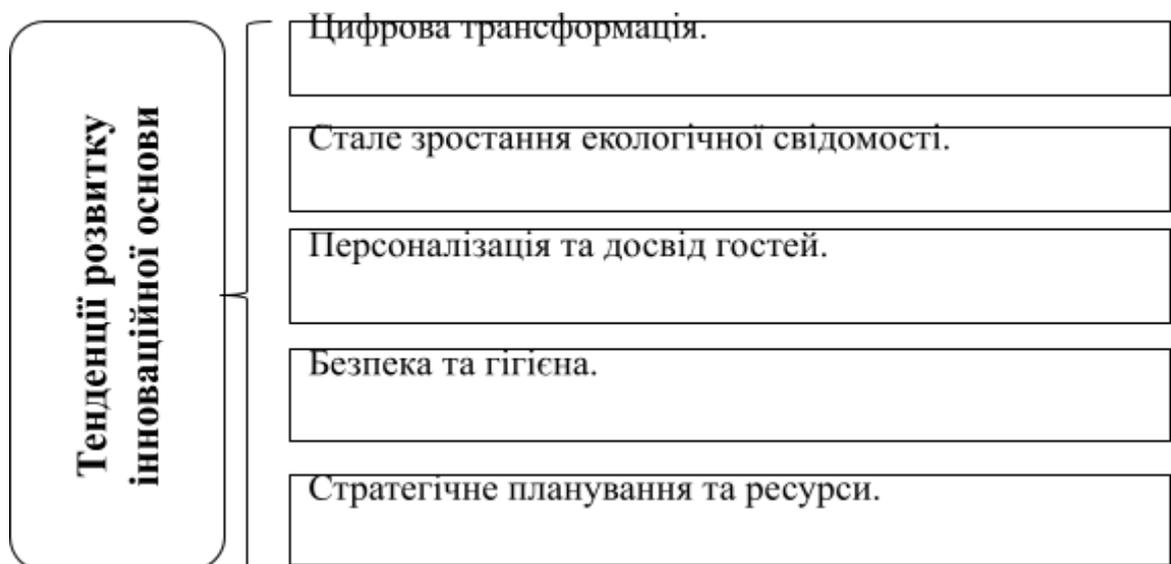 Тенденції розвитку
інноваційної основи
Цифрова трансформація.
Стале зростання екологічної свідомості.
Персоналізація та досвід гостей.
Безпека та гігієна.
Стратегічне планування та ресурси.